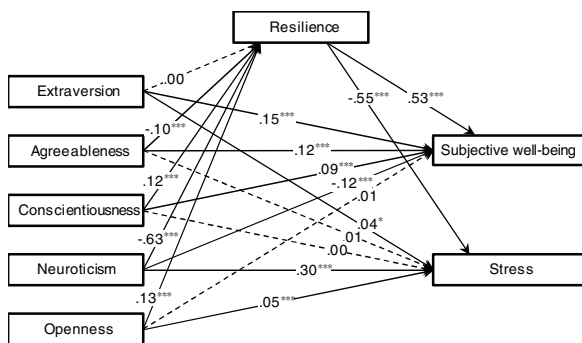 Resilience
.00
Extraversion
-.55***
.53***
.15***
-.10***
Agreeableness
.12***
Subjective well-being
.09***
.12***
-.12***
.01
Conscientiousness
.04*
.01
-.63***
.00
Neuroticism
.30***
Stress
.13***
.05***
Openness